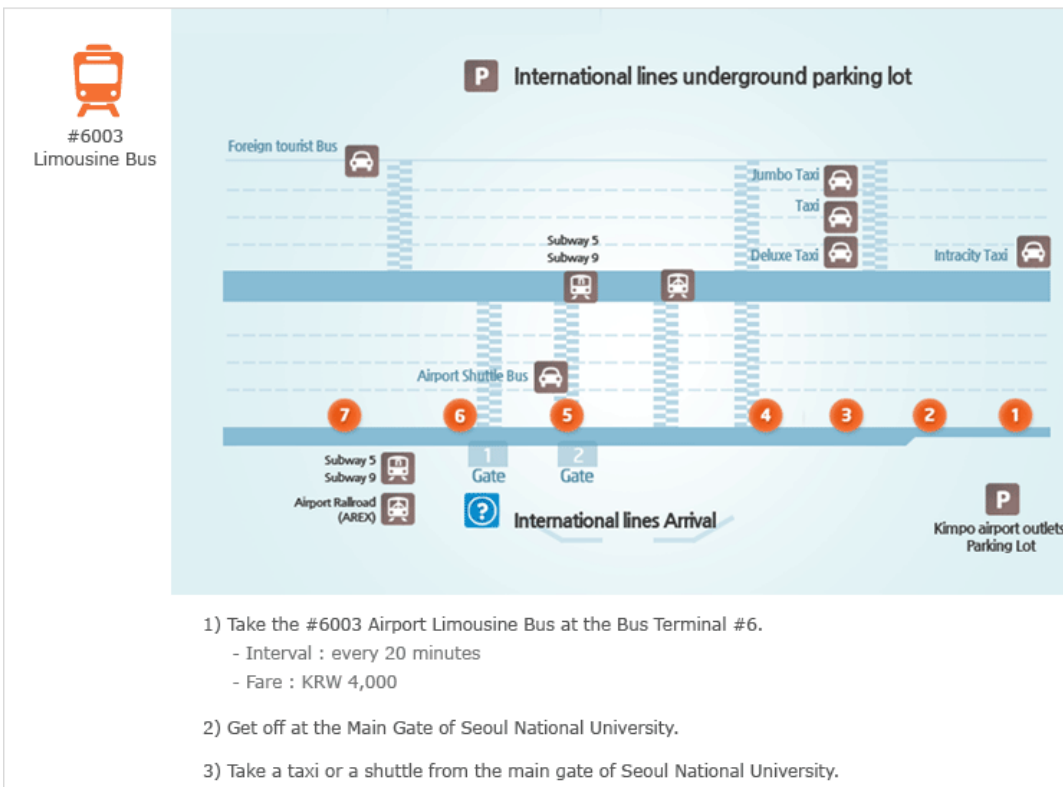 #6003
Limousine Bus
P International lines underground parking lot
Foreign tourist Bus
Jumbo Taxi
Taxi
Subway 5
Subway 9
Deluxe Taxi
Intracity Taxi
Airport Shuttle Bus
7 6 5 4 3 2 1
1 2
Gate Gate
Subway 5
Subway 9
Airport Railroad
(AREX)
? International lines Arrival
P
Kimpo airport outlets
Parking Lot
1) Take the #6003 Airport Limousine Bus at the Bus Terminal #6.
- Interval : every 20 minutes
- Fare : KRW 4,000
2) Get off at the Main Gate of Seoul National University.
3) Take a taxi or a shuttle from the main gate of Seoul National University.